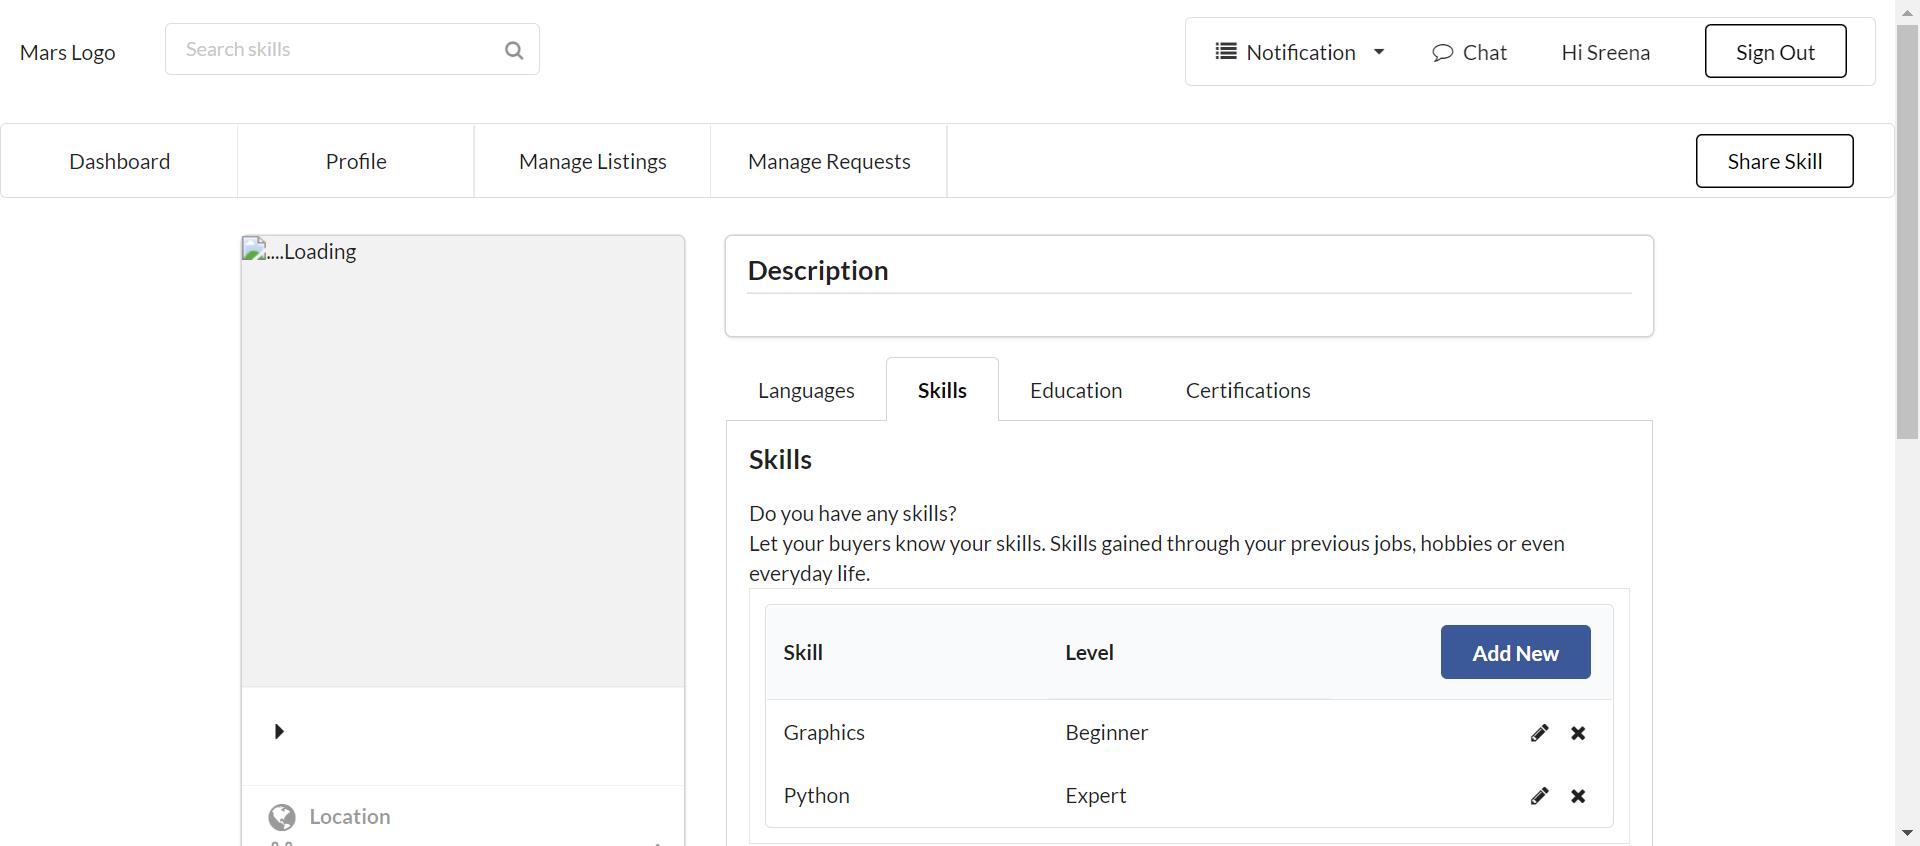 Mars Logo
Search skills
Notification
Chat
Hi Sreena
Sign Out
Dashboard
Profile
Manage Listings
Manage Requests
Share Skill
....Loading
Location
Description
Languages
Skills
Education
Certifications
Skills
Do you have any skills?
Let your buyers know your skills. Skills gained through your previous jobs, hobbies or even
everyday life.
Skill
Level
Add New
Graphics
Beginner
Python
Expert